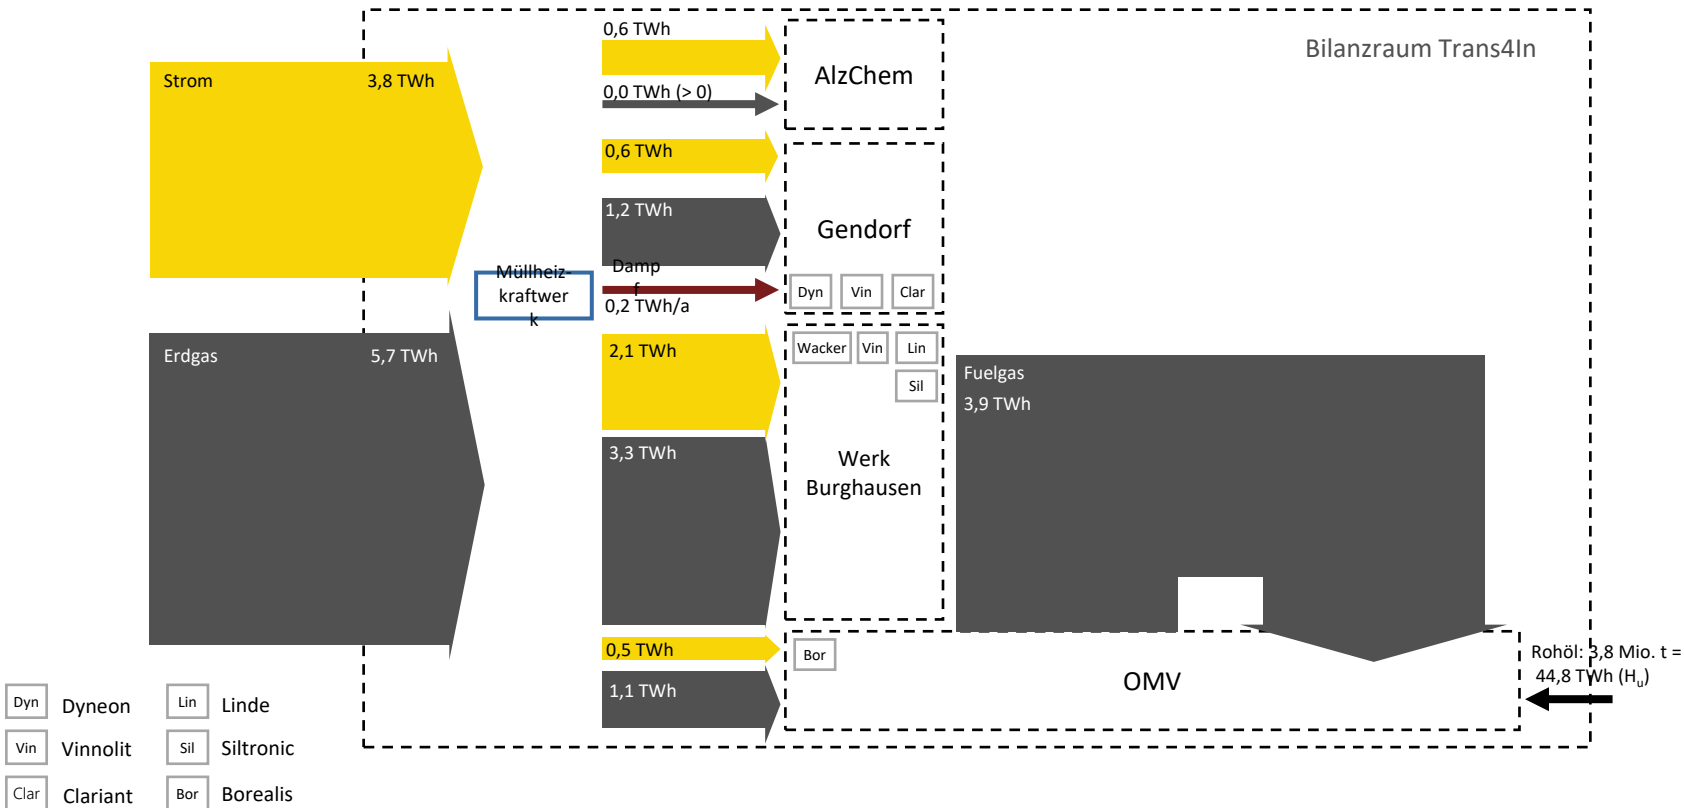 Bilanzraum Trans4In
Strom 3,8 TWh
Erdgas 5,7 TWh
Müllheiz-
kraftwer
k
0,6 TWh
0,0 TWh (> 0)
AlzChem
0,6 TWh
1,2 TWh
Damp
f
0,2 TWh/a
Gendorf
Dyn Vin Clar
2,1 TWh
3,3 TWh
Wacker Vin Lin
Sil
Werk
Burghausen
Fuelgas
3,9 TWh
0,5 TWh
1,1 TWh
Bor
OMV
Rohöl: 3,8 Mio. t =
44,8 TWh (Hu)
Dyn Dyneon Lin Linde
Vin Vinnolit Sil Siltronic
Clar Clariant Bor Borealis